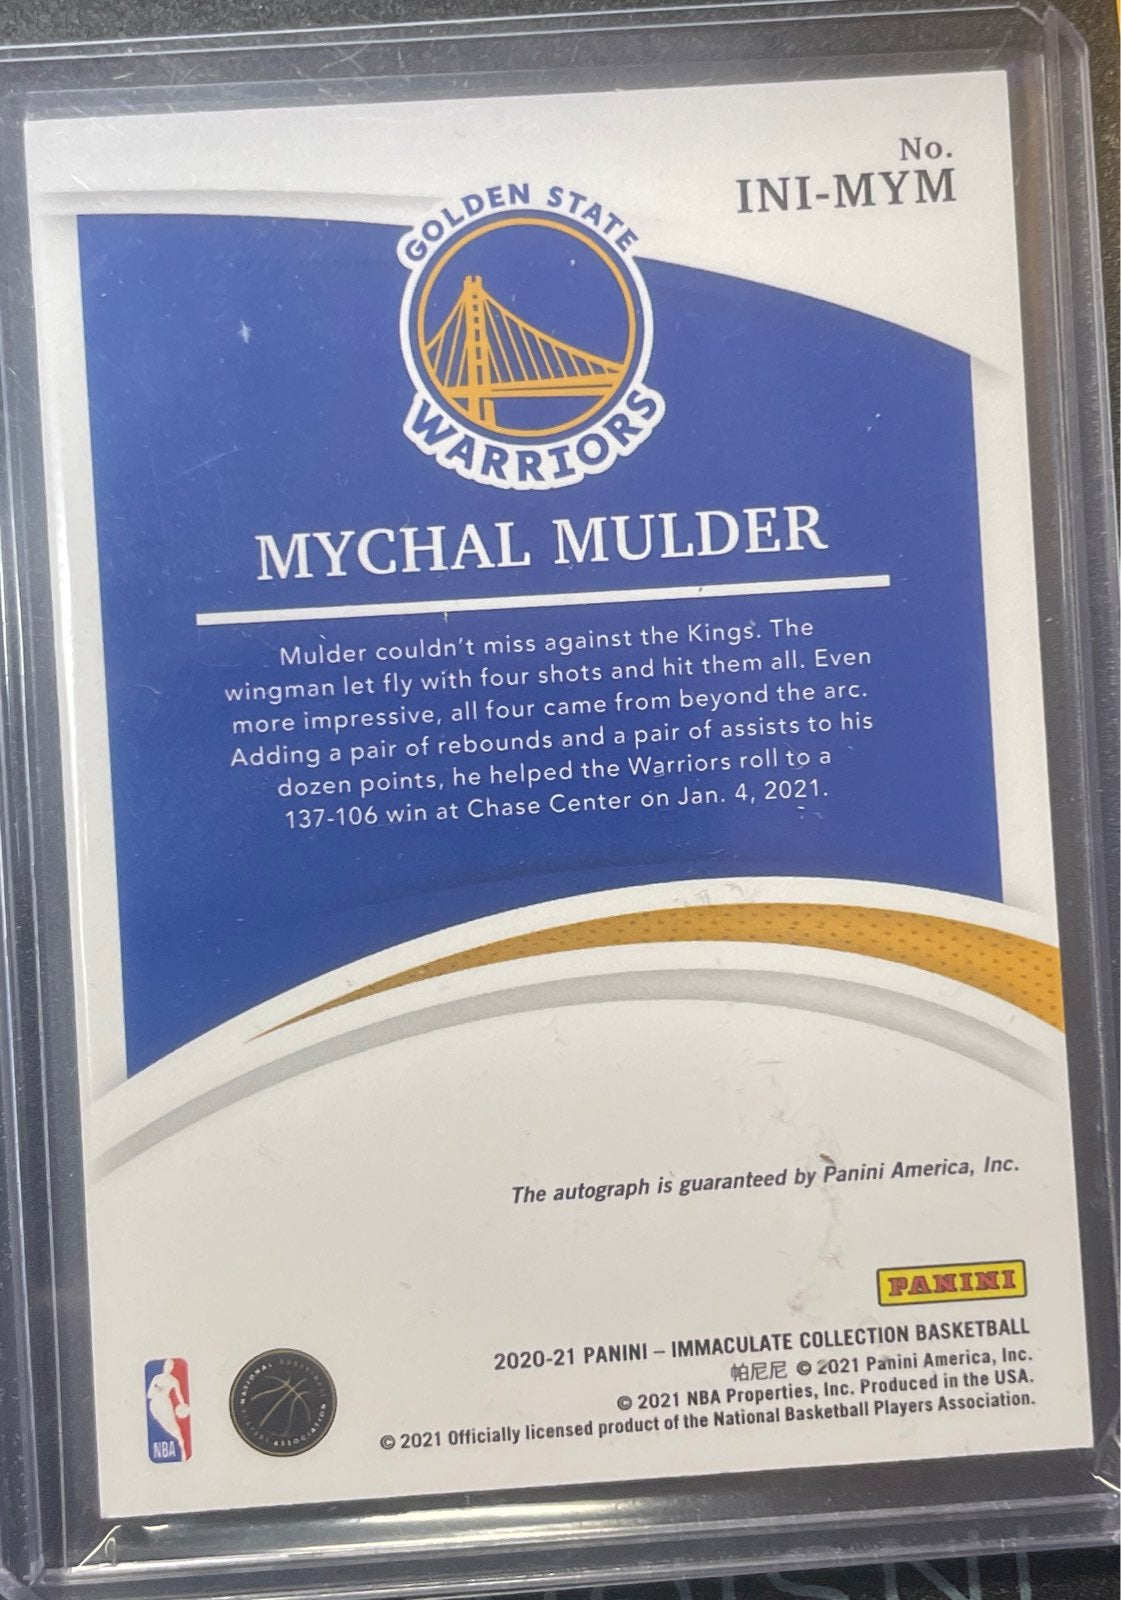 No.
INI-MYM
GOLDEN STATE
WARRIORS
MYCHAL MULDER
Mulder couldn't miss against the Kings. The
wingman let fly with four shots and hit them all. Even
more impressive, all four came from beyond the arc.
Adding a pair of rebounds and a pair of assists to his
dozen points, he helped the Warriors roll to a
137-106 win at Chase Center on Jan. 4, 2021.
The autograph is guaranteed by Panini America, Inc.
PANINI
2020-21 PANINI – IMMACULATE COLLECTION BASKETBALL
帕尼尼 © 2021 Panini America, Inc.
© 2021 NBA Properties, Inc. Produced in the USA.
© 2021 Officially licensed product of the National Basketball Players Association.
NBA
NATIONAL BASKETBALL
PLAYERS ASSOCIATION